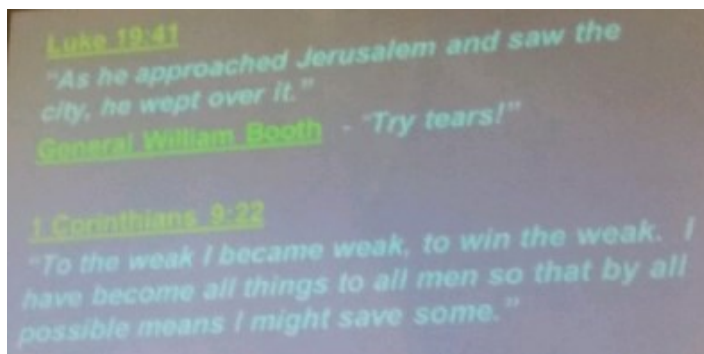 Luke 19:41
"As he approached Jerusalem and saw the
city, he wept over it."
General William Booth - "Try tears!"
1 Corinthians 9:22
"To the weak I became weak, to win the weak. I
have become all things to all men so that by all
possible means I might save some."